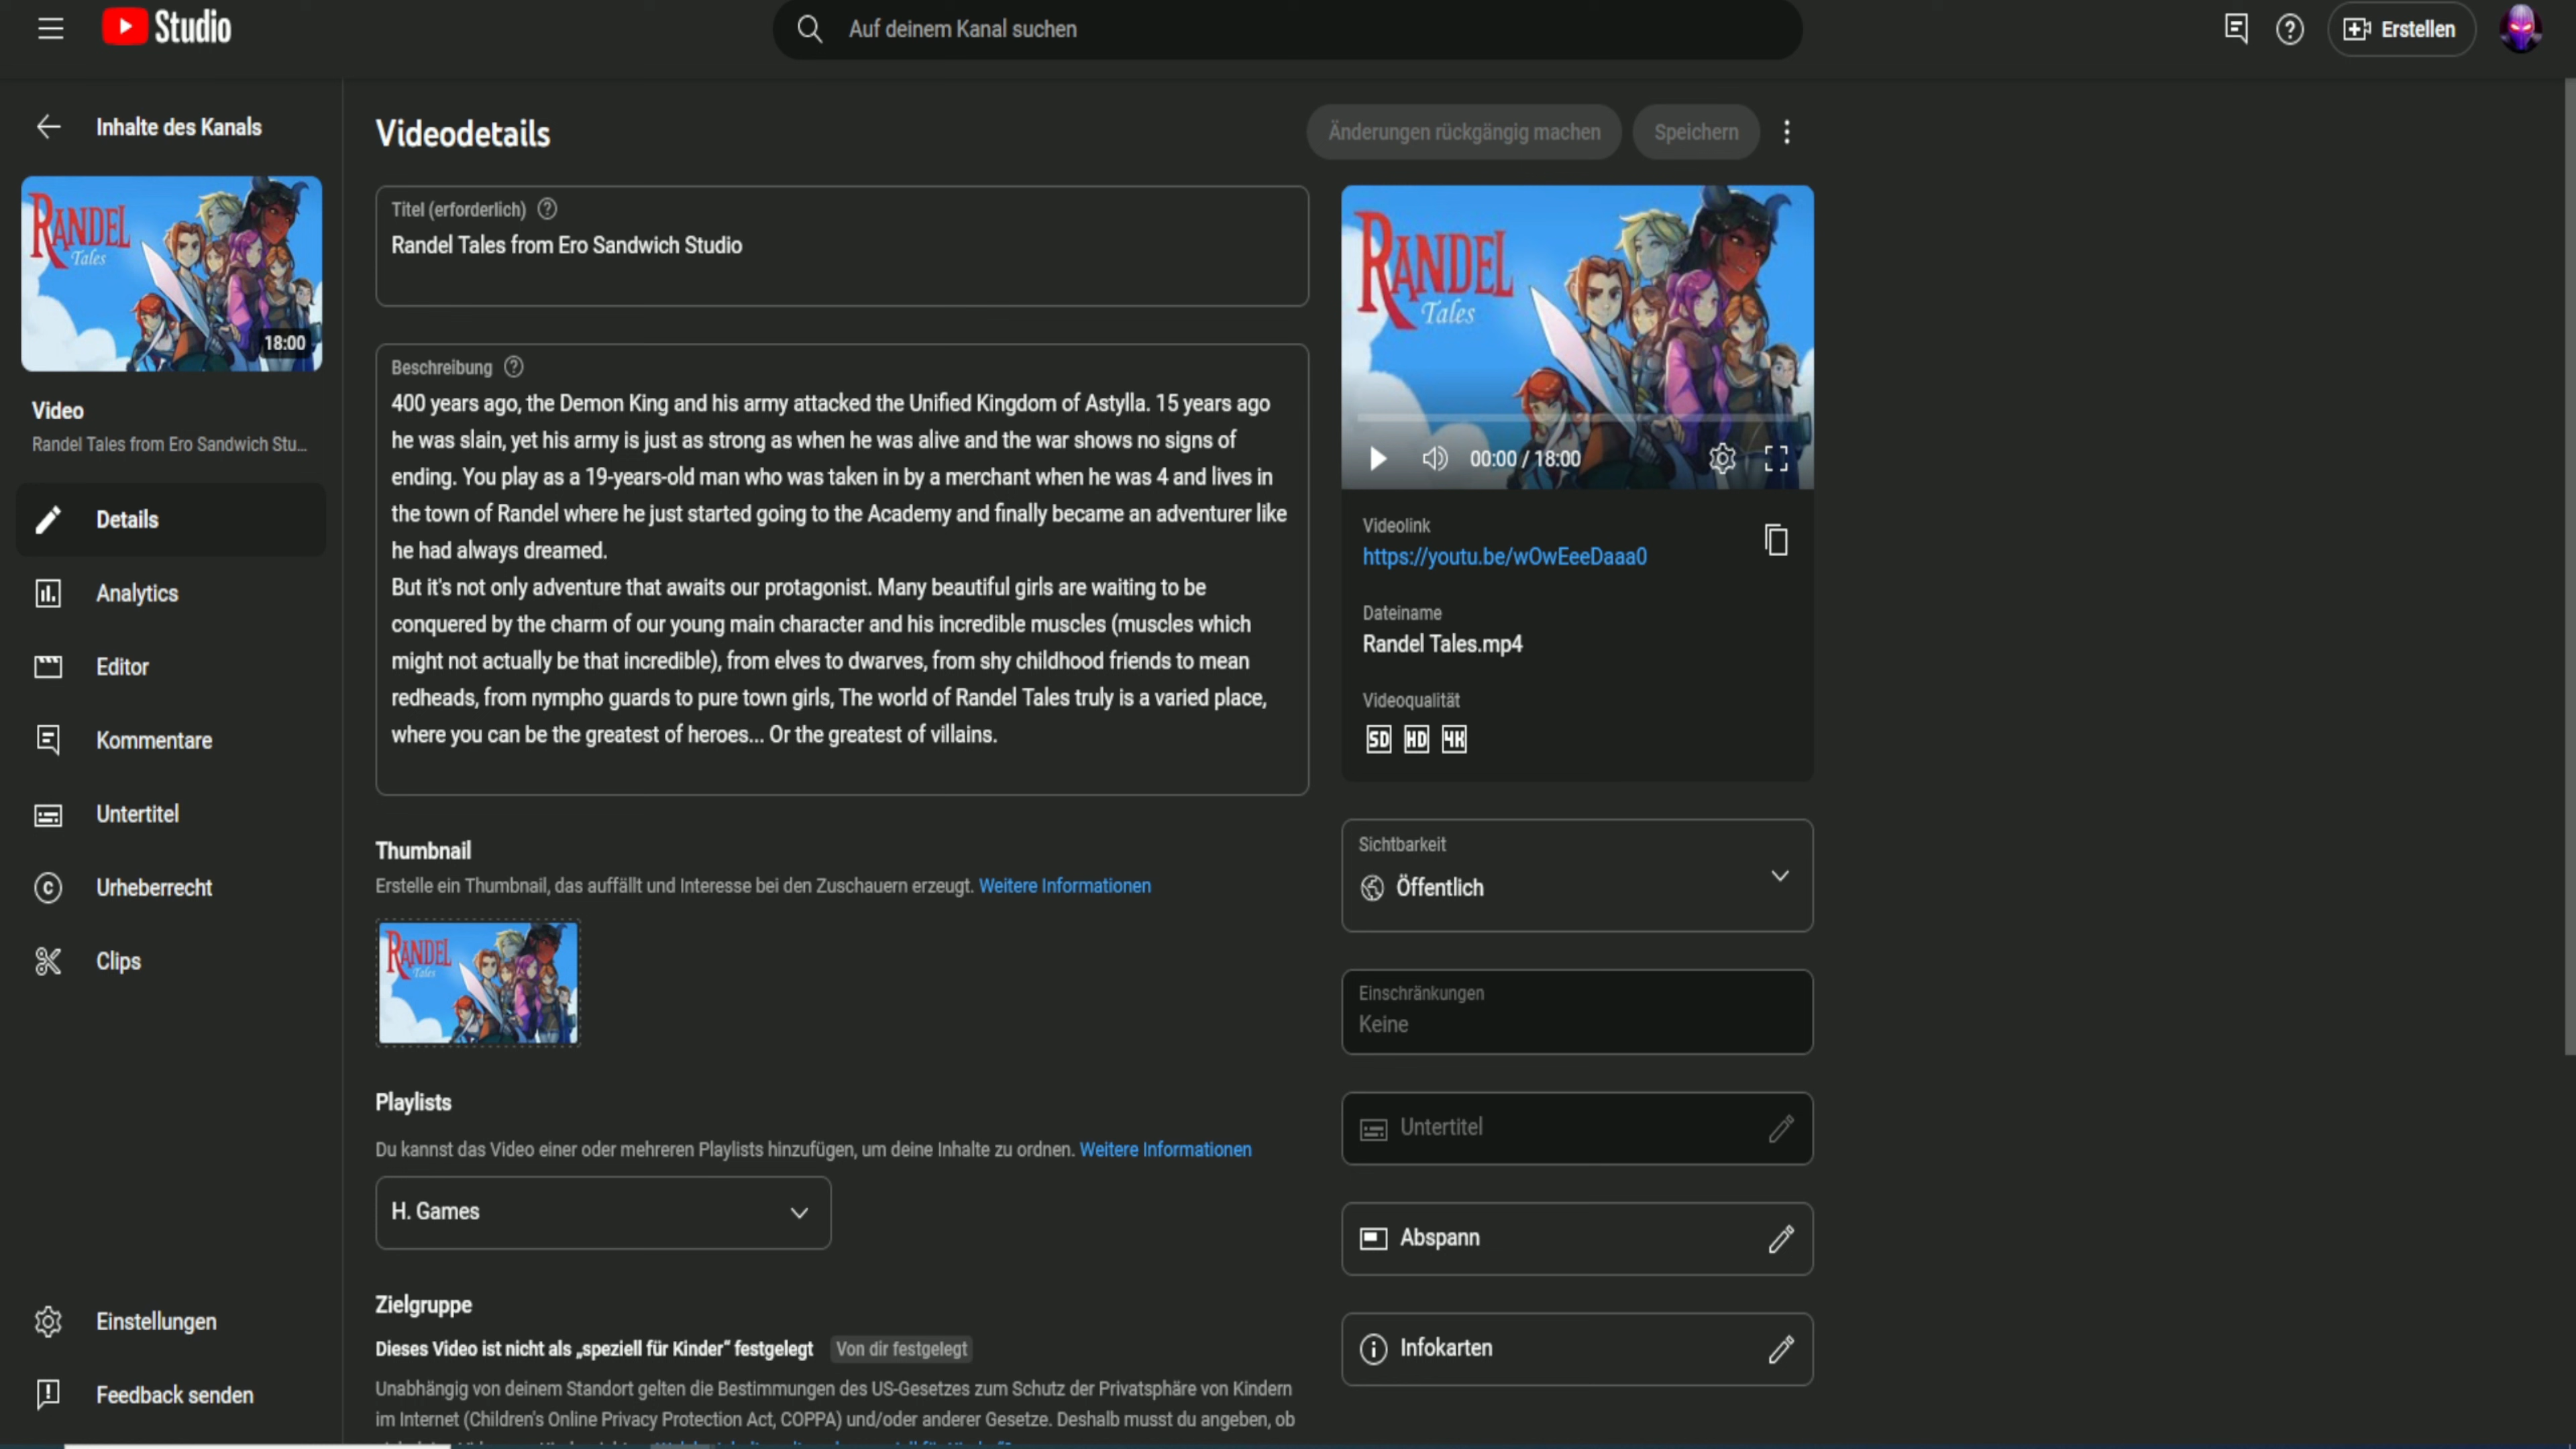 Studio
Auf deinem Kanal suchen
Erstellen
Inhalte des Kanals
RANDEL
Tales
18:00
Video
Randel Tales from Ero Sandwich Stu...
Details
Analytics
Editor
Kommentare
Untertitel
Urheberrecht
Clips
Einstellungen
Feedback senden
Videodetails
Änderungen rückgängig machen
Speichern
Titel (erforderlich)
Randel Tales from Ero Sandwich Studio
Beschreibung
400 years ago, the Demon King and his army attacked the Unified Kingdom of Astylla. 15 years ago
he was slain, yet his army is just as strong as when he was alive and the war shows no signs of
ending. You play as a 19-years-old man who was taken in by a merchant when he was 4 and lives in
the town of Randel where he just started going to the Academy and finally became an adventurer like
he had always dreamed.
But it's not only adventure that awaits our protagonist. Many beautiful girls are waiting to be
conquered by the charm of our young main character and his incredible muscles (muscles which
might not actually be that incredible), from elves to dwarves, from shy childhood friends to mean
redheads, from nympho guards to pure town girls, The world of Randel Tales truly is a varied place,
where you can be the greatest of heroes... Or the greatest of villains.
Thumbnail
Erstelle ein Thumbnail, das auffällt und Interesse bei den Zuschauern erzeugt. Weitere Informationen
RANDEL
Tales
Playlists
Du kannst das Video einer oder mehreren Playlists hinzufügen, um deine Inhalte zu ordnen. Weitere Informationen
H. Games
Zielgruppe
Dieses Video ist nicht als „speziell für Kinder" festgelegt Von dir festgelegt
Unabhängig von deinem Standort gelten die Bestimmungen des US-Gesetzes zum Schutz der Privatsphäre von Kindern
im Internet (Children's Online Privacy Protection Act, COPPA) und/oder anderer Gesetze. Deshalb musst du angeben, ob
RANDEL
Tales
00:00 / 18:00
Videolink
https://youtu.be/wOwEeeDaaa0
Dateiname
Randel Tales.mp4
Videoqualität
SD HD 4K
Sichtbarkeit
Öffentlich
Einschränkungen
Keine
Untertitel
Abspann
Infokarten